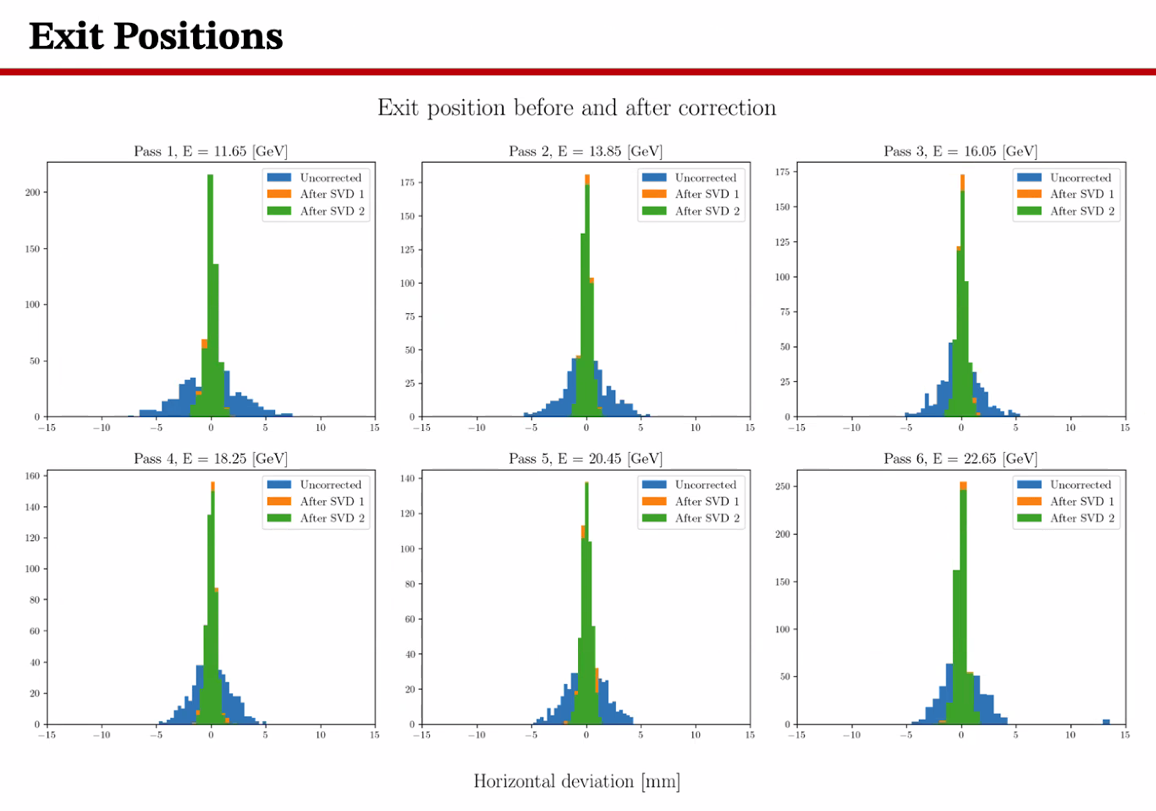 Exit Positions
Exit position before and after correction
Pass 1, E = 11.65 [GeV]
Uncorrected
After SVD 1
After SVD 2
200
150
100
50
0
−15 −10 −5 0 5 10 15
Pass 2, E = 13.85 [GeV]
Uncorrected
After SVD 1
After SVD 2
175
150
125
100
75
50
25
0
−15 −10 −5 0 5 10 15
Pass 3, E = 16.05 [GeV]
Uncorrected
After SVD 1
After SVD 2
175
150
125
100
75
50
25
0
−15 −10 −5 0 5 10 15
Pass 4, E = 18.25 [GeV]
Uncorrected
After SVD 1
After SVD 2
160
140
120
100
80
60
40
20
0
−15 −10 −5 0 5 10 15
Pass 5, E = 20.45 [GeV]
Uncorrected
After SVD 1
After SVD 2
140
120
100
80
60
40
20
0
−15 −10 −5 0 5 10 15
Pass 6, E = 22.65 [GeV]
Uncorrected
After SVD 1
After SVD 2
250
200
150
100
50
0
−15 −10 −5 0 5 10 15
Horizontal deviation [mm]